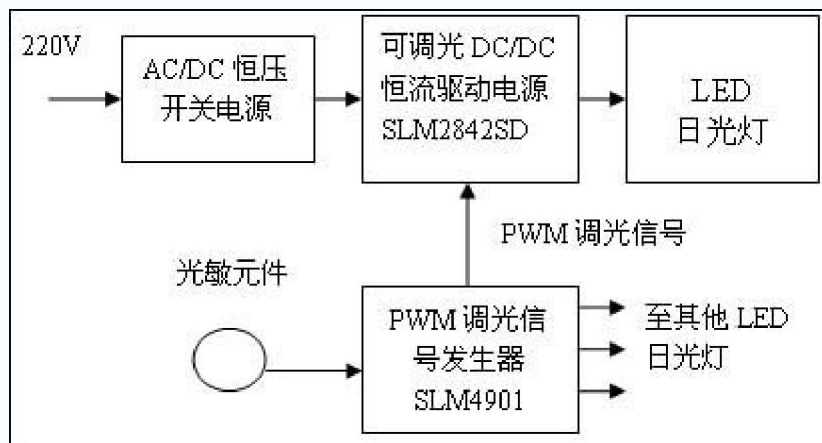 220V
AC/DC 恒压
开关电源
可调光 DC/DC
恒流驱动电源
SLM2842SD
LED
日光灯
PWM 调光信号
光敏元件
PWM 调光信
号发生器
SLM4901
至其他 LED
日光灯